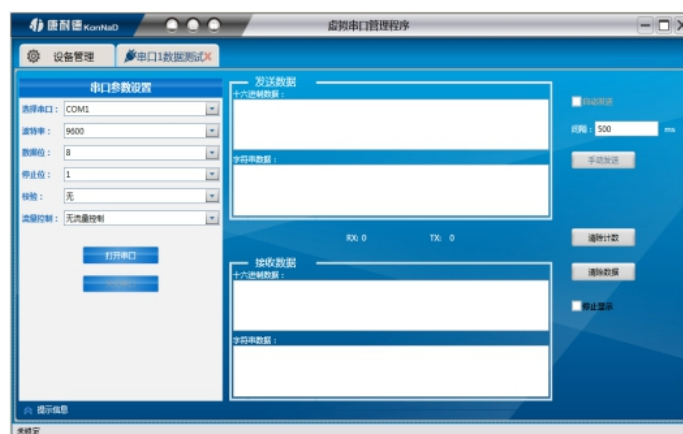 康耐德 KonNaD
虚拟串口管理程序
设备管理
串口1数据测试
串口参数设置
选择串口： COM1
波特率： 9600
数据位： 8
停止位： 1
校验： 无
流量控制： 无流量控制
打开串口
发送数据
十六进制数据：
字符串数据：
RX: 0 TX: 0
接收数据
十六进制数据：
字符串数据：
自动发送
间隔： 500 ms
手动发送
清除计数
清除数据
停止显示
提示信息